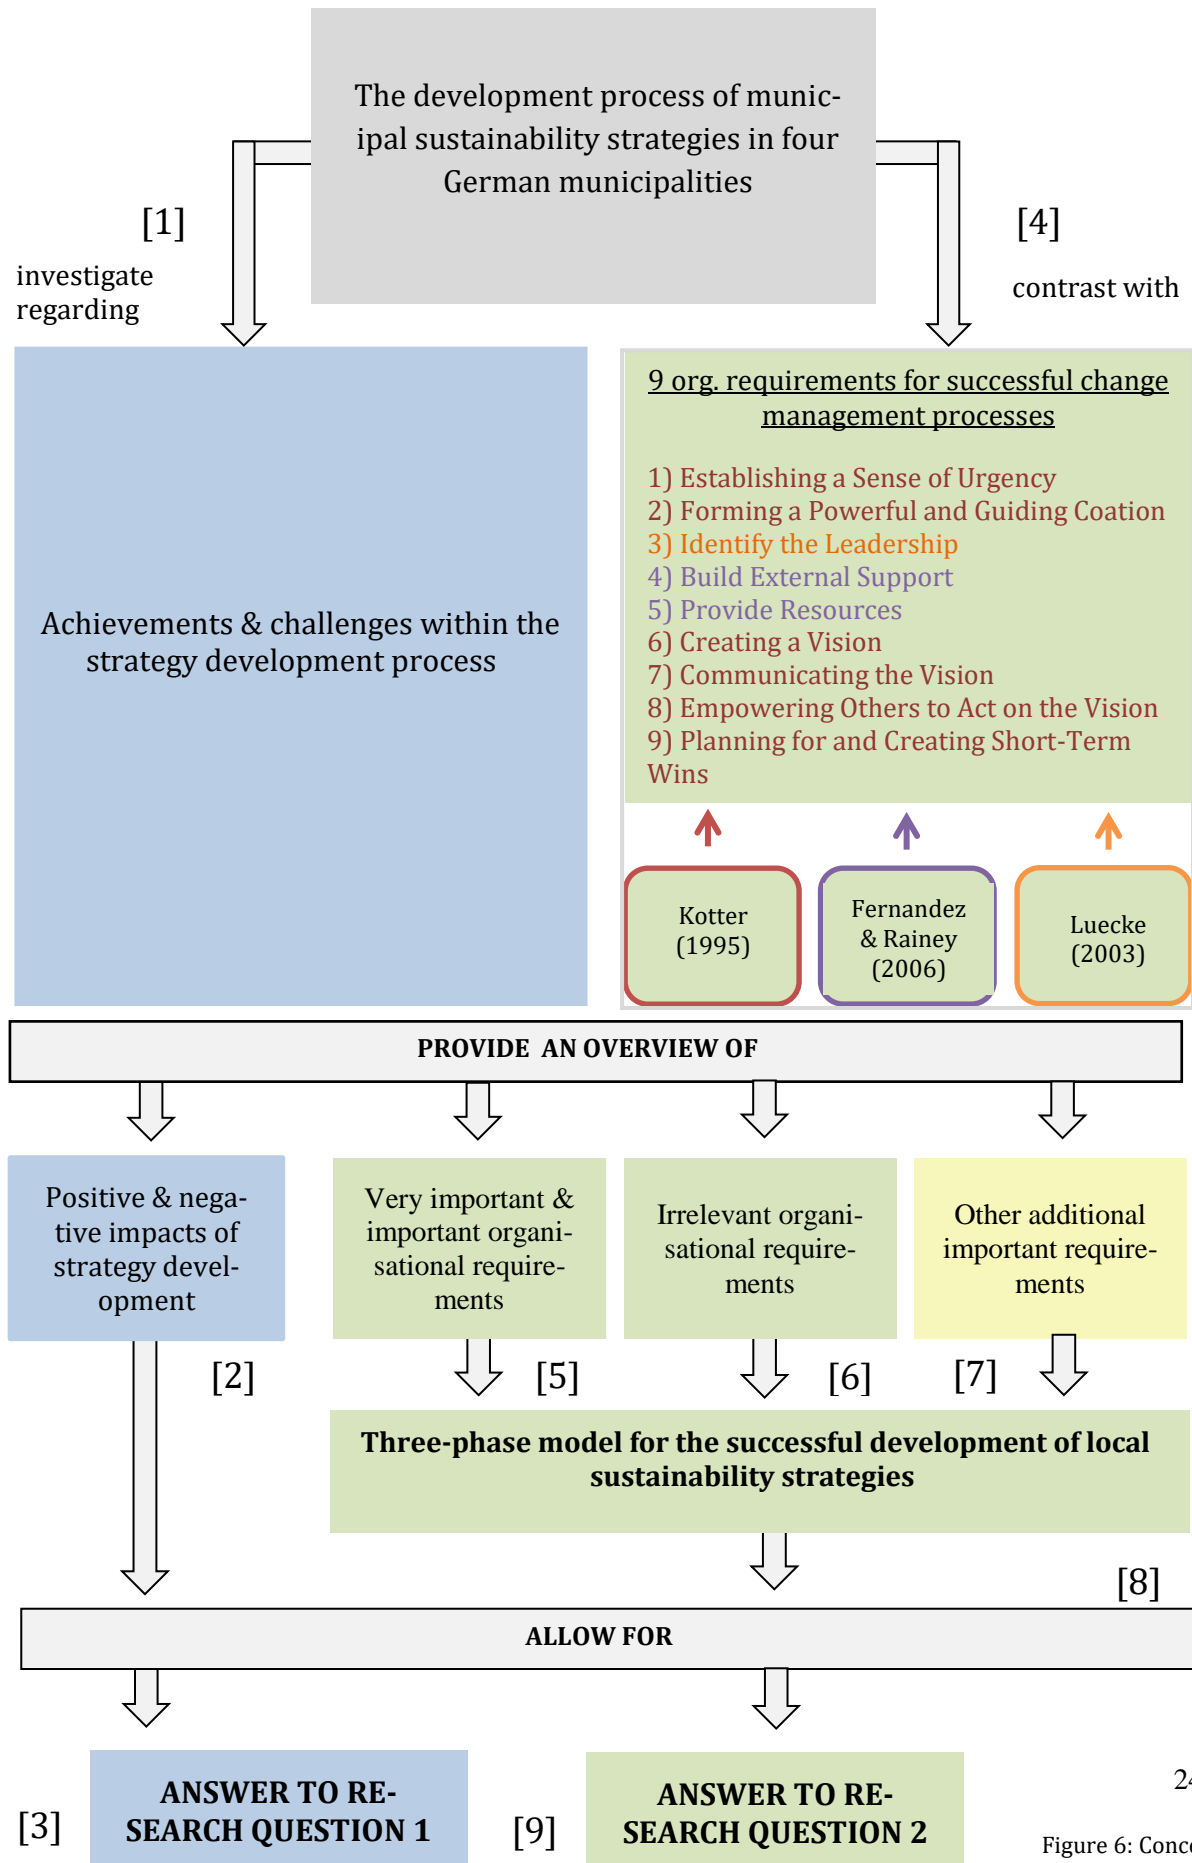 The development process of munic-
ipal sustainability strategies in four
German municipalities
[1]
investigate
regarding
[4]
contrast with
Achievements & challenges within the
strategy development process
9 org. requirements for successful change
management processes
1) Establishing a Sense of Urgency
2) Forming a Powerful and Guiding Coation
3) Identify the Leadership
4) Build External Support
5) Provide Resources
6) Creating a Vision
7) Communicating the Vision
8) Empowering Others to Act on the Vision
9) Planning for and Creating Short-Term
Wins
Kotter
(1995)
Fernandez
& Rainey
(2006)
Luecke
(2003)
PROVIDE AN OVERVIEW OF
Positive & nega-
tive impacts of
strategy devel-
opment
Very important &
important organi-
sational require-
ments
Irrelevant organi-
sational require-
ments
Other additional
important require-
ments
[2]
[5]
[6]
[7]
Three-phase model for the successful development of local
sustainability strategies
[8]
ALLOW FOR
[3]
ANSWER TO RE-
SEARCH QUESTION 1
[9]
ANSWER TO RE-
SEARCH QUESTION 2
24
Figure 6: Conce